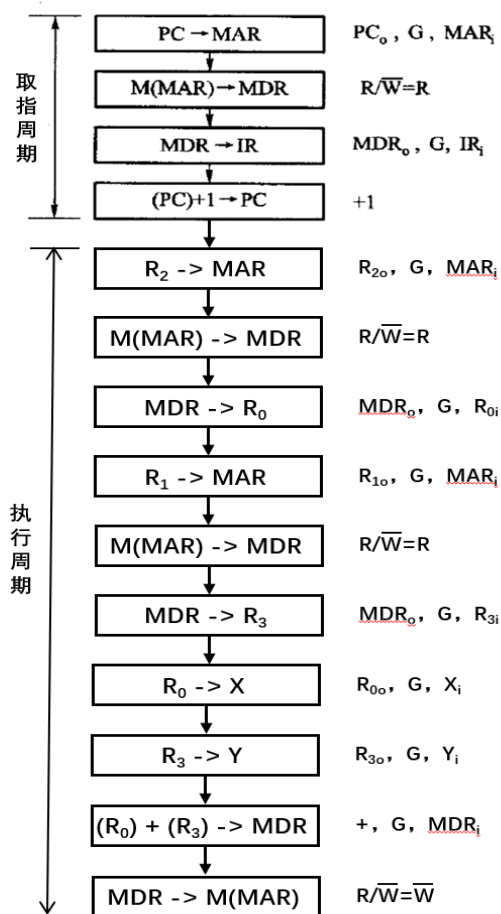 取指周期
PC → MAR PCₒ , G, MARᵢ
M(MAR) → MDR R/W̅=R
MDR → IR MDRₒ , G, IRᵢ
(PC)+1 → PC +1
执行周期
R₂ -> MAR R₂ₒ, G, MARᵢ
M(MAR) -> MDR R/W̅=R
MDR -> R₀ MDRₒ, G, R₀ᵢ
R₁ -> MAR R₁ₒ, G, MARᵢ
M(MAR) -> MDR R/W̅=R
MDR -> R₃ MDRₒ, G, R₃ᵢ
R₀ -> X R₀ₒ, G, Xᵢ
R₃ -> Y R₃ₒ, G, Yᵢ
(R₀) + (R₃) -> MDR +, G, MDRᵢ
MDR -> M(MAR) R/W̅=W̅